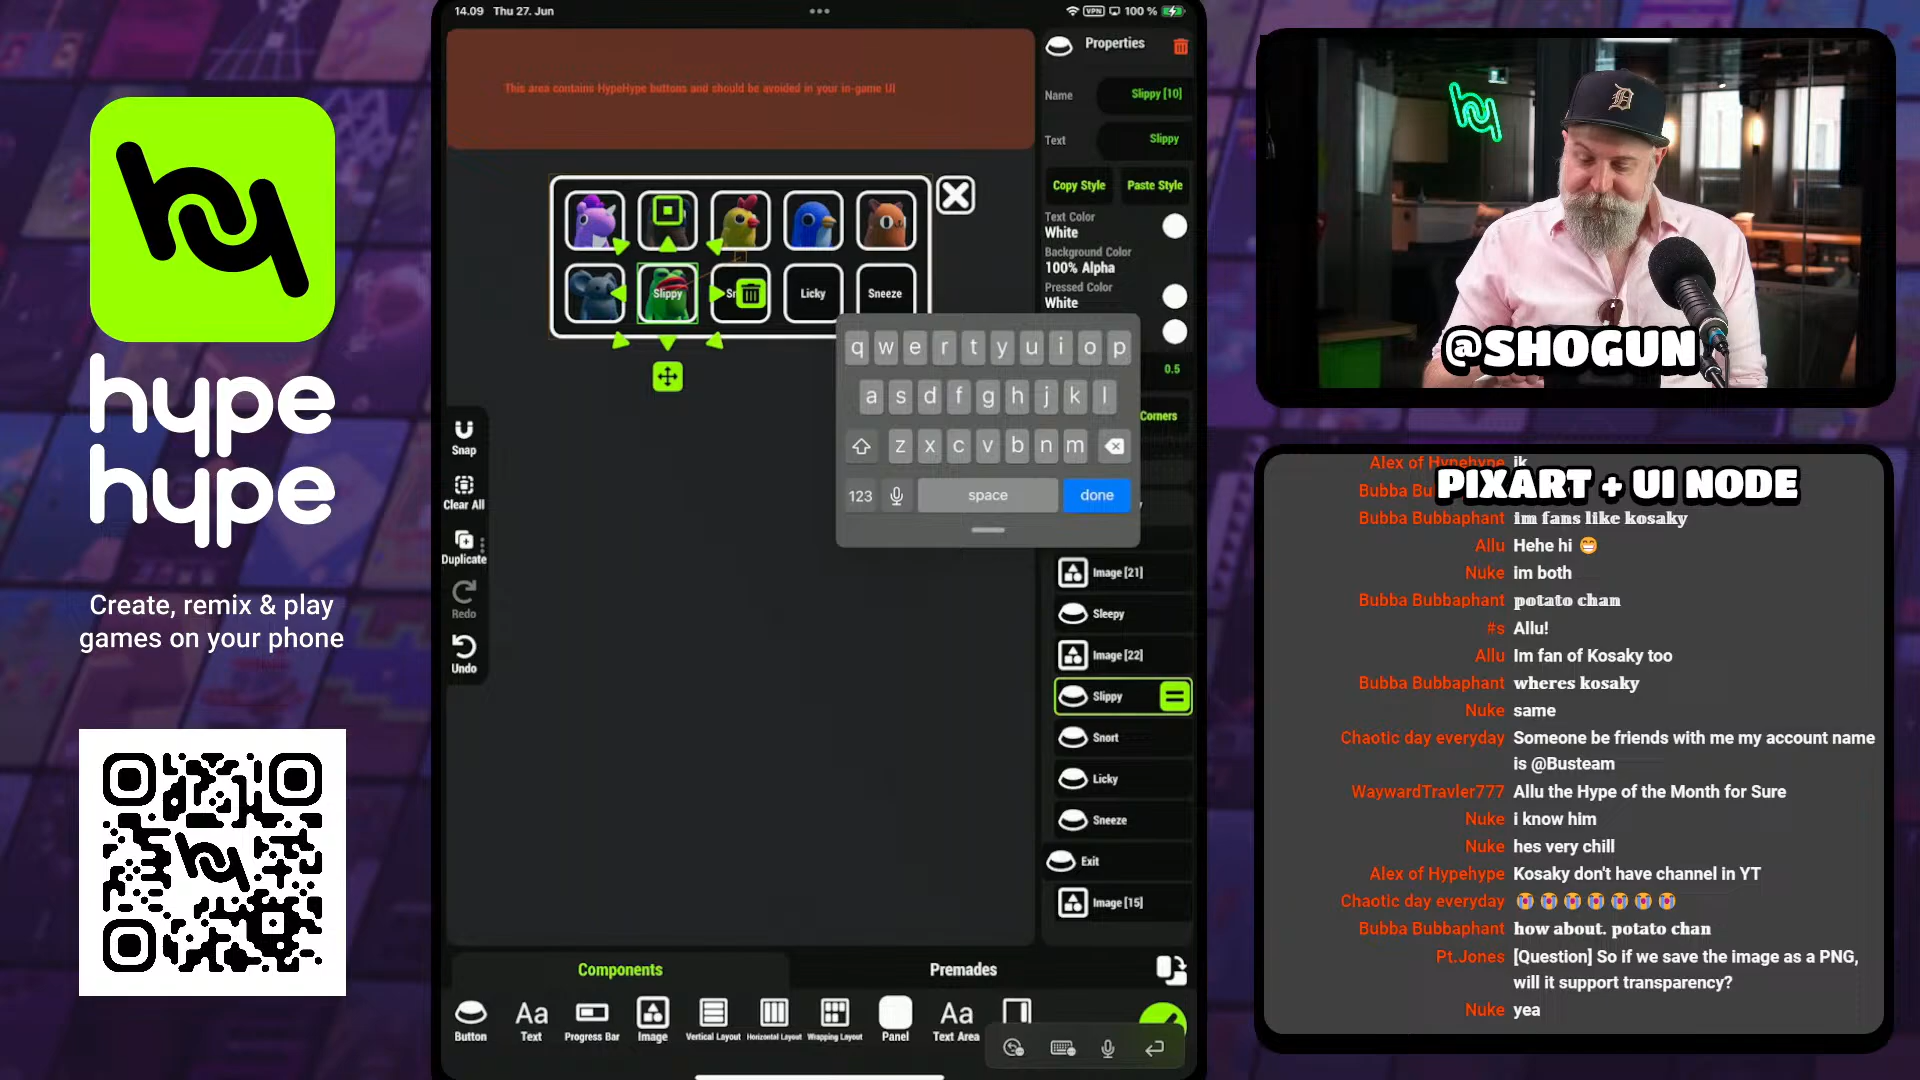 14.09 Thu 27. Jun
VPN
100 %
This area contains HypeHype buttons and should be avoided in your in-game UI
Slippy
Licky
Sneeze
Properties
Name
Slippy [10]
Text
Slippy
Copy Style
Paste Style
Text Color
White
Background Color
100% Alpha
Pressed Color
White
0.5
Corners
q w e r t y u i o p
a s d f g h j k l
z x c v b n m
123
space
done
Snap
Clear All
Duplicate
Redo
Undo
Image [21]
Sleepy
Image [22]
Slippy
Snort
Licky
Sneeze
Exit
Image [15]
Components
Premades
Button
Aa
Text
Progress Bar
Image
Vertical Layout
Horizontal Layout
Wrapping Layout
Panel
Aa
Text Area
hype
hype
Create, remix & play
games on your phone
D
@SHOGUN
PIXART + UI NODE
Alex of Hypehype ik
Bubba Bu
Bubba Bubbaphant im fans like kosaky
Allu Hehe hi 😁
Nuke im both
Bubba Bubbaphant potato chan
#s Allu!
Allu Im fan of Kosaky too
Bubba Bubbaphant wheres kosaky
Nuke same
Chaotic day everyday Someone be friends with me my account name
is @Busteam
WaywardTravler777 Allu the Hype of the Month for Sure
Nuke i know him
Nuke hes very chill
Alex of Hypehype Kosaky don't have channel in YT
Chaotic day everyday 😭😭😭😭😭😭😭
Bubba Bubbaphant how about. potato chan
Pt.Jones [Question] So if we save the image as a PNG,
will it support transparency?
Nuke yea